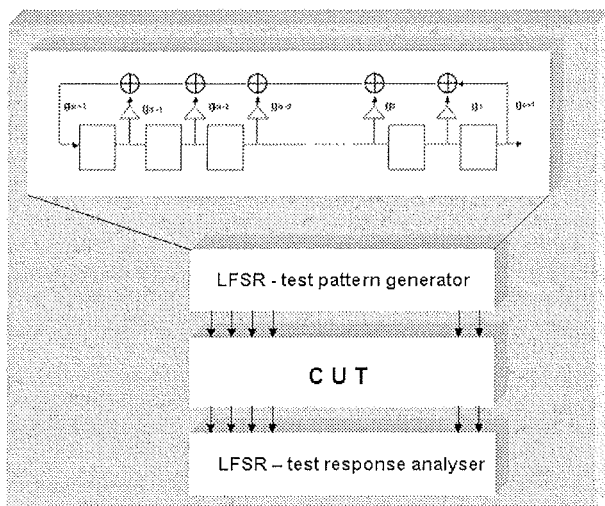 LFSR - test pattern generator
C U T
LFSR – test response analyser